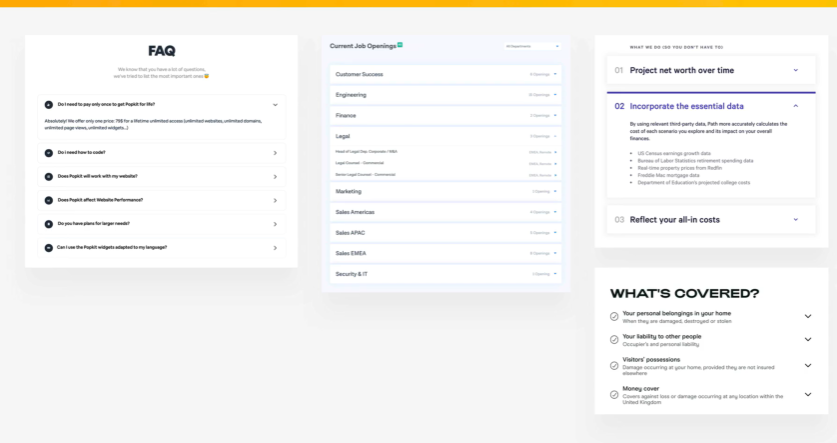 FAQ
We know that you have a lot of questions,
we've tried to list the most important ones
Do I need to pay only once to get Popkit for life?
Absolutely! We offer only one price: 79$ for a lifetime unlimited access (unlimited websites, unlimited domains,
unlimited page views, unlimited widgets...)
Do I need how to code?
Does Popkit will work with my website?
Does Popkit affect Website Performance?
Do you have plans for larger needs?
Can I use the Popkit widgets adapted to my language?
Current Job Openings
All Departments
Customer Success
Openings
Engineering
Openings
Finance
Openings
Legal
Openings
Head of Legal Ops, Corporate / M&A
Legal Counsel - Commercial
Senior Legal Counsel - Commercial
Marketing
1 Opening
Sales Americas
Openings
Sales APAC
Openings
Sales EMEA
Openings
Security & IT
1 Opening
WHAT WE DO (SO YOU DON'T HAVE TO)
01 Project net worth over time
02 Incorporate the essential data
By using relevant third-party data, Path more accurately calculates the
cost of each scenario you explore and its impact on your overall
finances.
• US Census earnings growth data
• Bureau of Labor Statistics retirement spending data
• Real-time property prices from Redfin
• Freddie Mac mortgage data
• Department of Education's projected college costs
03 Reflect your all-in costs
WHAT'S COVERED?
Your personal belongings in your home
When they are damaged, destroyed or stolen
Your liability to other people
Occupier's and personal liability
Visitors' possessions
Damage occurring at your home, provided they are not insured
elsewhere
Money cover
Covers against loss or damage occurring at any location within the
United Kingdom